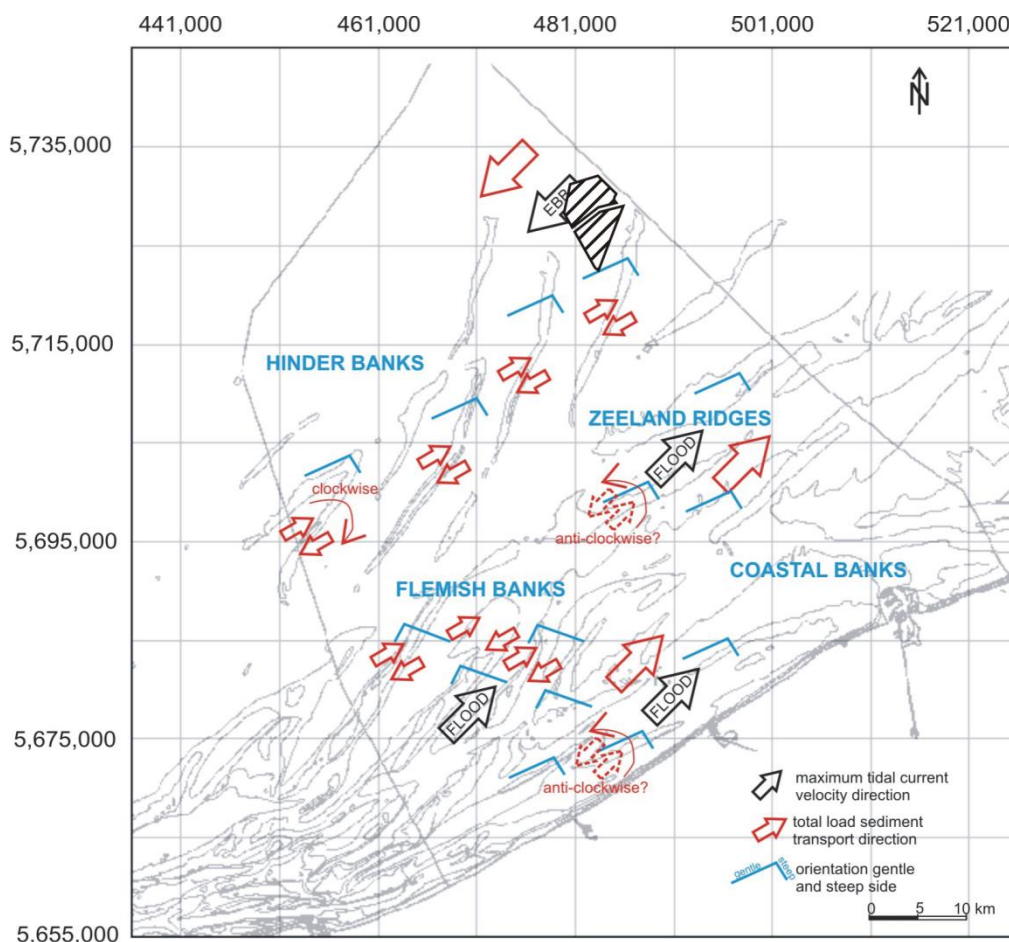 441,000 461,000 481,000 501,000 521,000
N
5,735,000
EBB
5,715,000
HINDER BANKS
ZEELAND RIDGES
FLOOD
clockwise
5,695,000
anti-clockwise?
COASTAL BANKS
FLEMISH BANKS
FLOOD
FLOOD
5,675,000
anti-clockwise?
maximum tidal current
velocity direction
total load sediment
transport direction
gentle steep
orientation gentle
and steep side
0 5 10 km
5,655,000